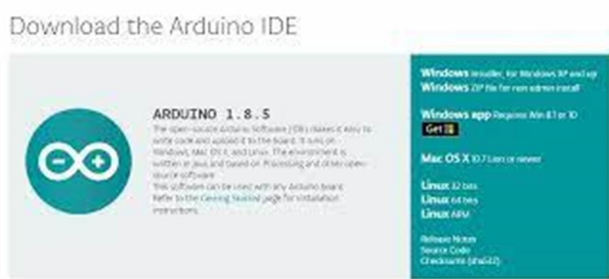 Download the Arduino IDE
ARDUINO 1.8.5
The open-source Arduino Software (IDE) makes it easy to
write code and upload it to the board. It runs on
Windows, Mac OS X, and Linux. The environment is
written in Java and based on Processing and other open-
source software.
This software can be used with any Arduino board.
Refer to the Getting Started page for Installation
instructions.
Windows Installer, for Windows XP and up
Windows ZIP file for non admin install
Windows app Requires Win 8.1 or 10
Get
Mac OS X 10.7 Lion or newer
Linux 32 bits
Linux 64 bits
Linux ARM
Release Notes
Source Code
Checksums (sha512)